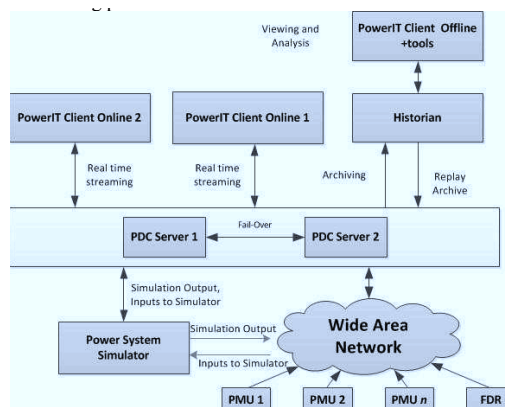 Viewing and
Analysis
PowerIT Client Offline
+tools
PowerIT Client Online 2
PowerIT Client Online 1
Historian
Real time
streaming
Real time
streaming
Archiving
Replay
Archive
PDC Server 1
Fail-Over
PDC Server 2
Simulation Output,
Inputs to Simulator
Power System
Simulator
Simulation Output
Inputs to Simulator
Wide Area
Network
PMU 1
PMU 2
PMU n
FDR